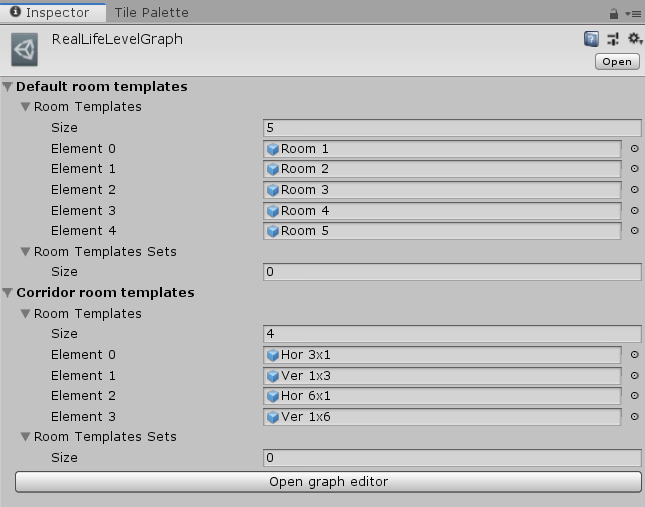 Inspector Tile Palette
RealLifeLevelGraph
Open
Default room templates
Room Templates
Size 5
Element 0 Room 1
Element 1 Room 2
Element 2 Room 3
Element 3 Room 4
Element 4 Room 5
Room Templates Sets
Size 0
Corridor room templates
Room Templates
Size 4
Element 0 Hor 3x1
Element 1 Ver 1x3
Element 2 Hor 6x1
Element 3 Ver 1x6
Room Templates Sets
Size 0
Open graph editor